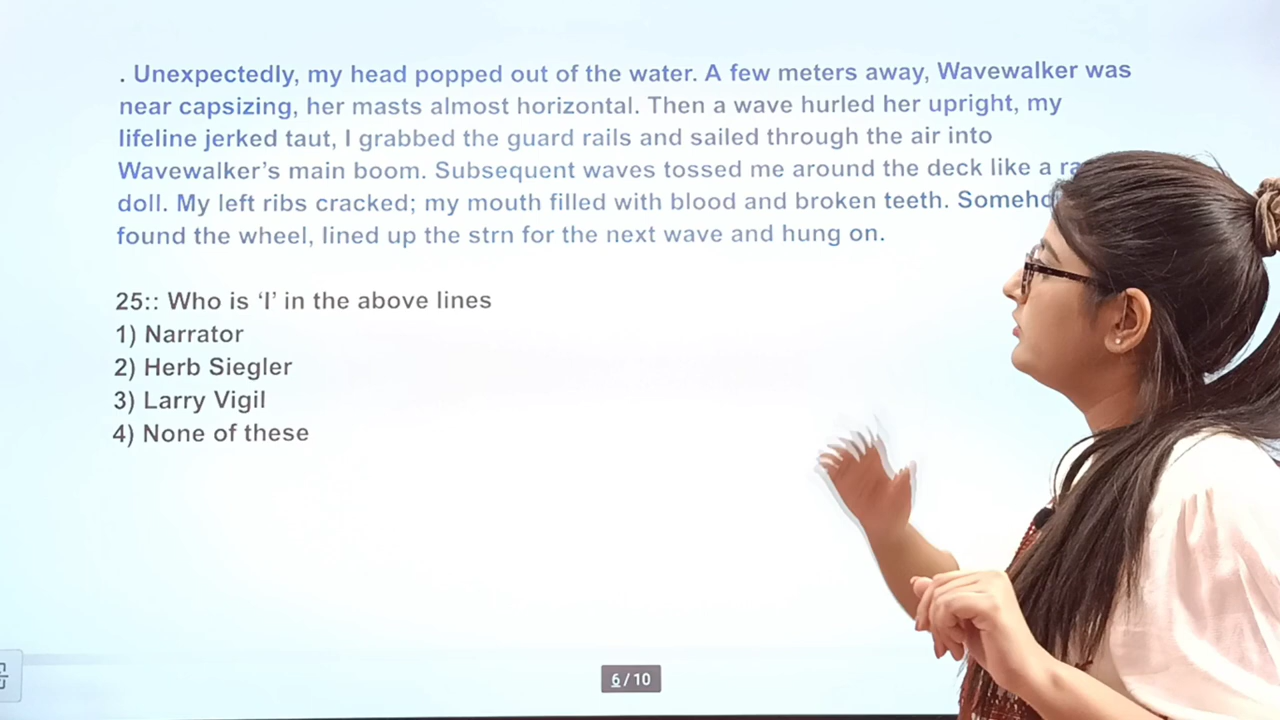 . Unexpectedly, my head popped out of the water. A few meters away, Wavewalker was
near capsizing, her masts almost horizontal. Then a wave hurled her upright, my
lifeline jerked taut, I grabbed the guard rails and sailed through the air into
Wavewalker's main boom. Subsequent waves tossed me around the deck like a
doll. My left ribs cracked; my mouth filled with blood and broken teeth.
found the wheel, lined up the strn for the next wave and hung on.
25:: Who is ‘I’ in the above lines
1) Narrator
2) Herb Siegler
3) Larry Vigil
4) None of these
6/10